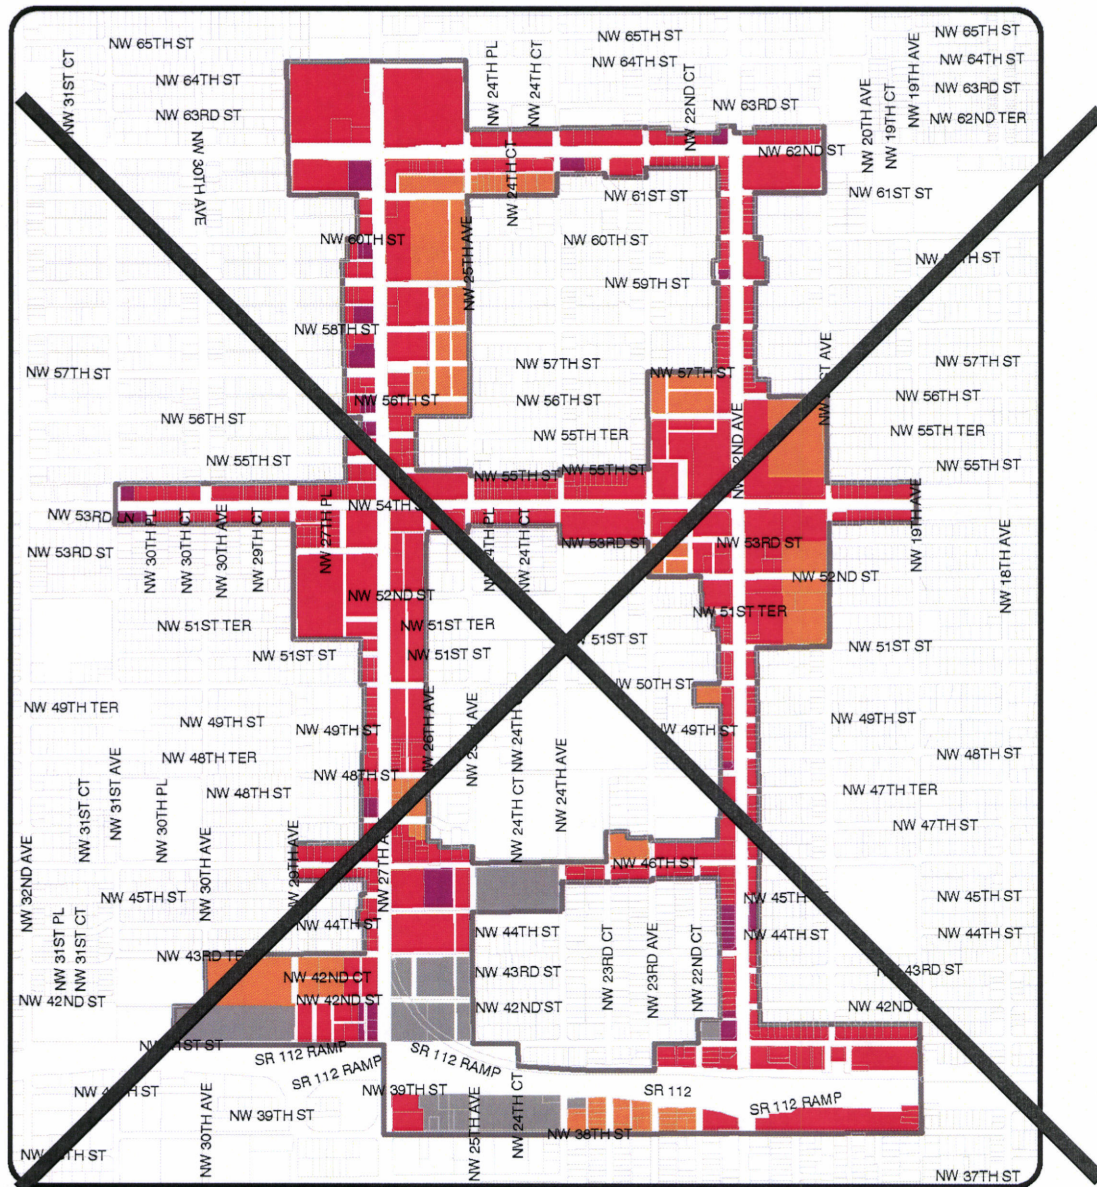 NW 65TH ST
NW 65TH ST
NW 65TH ST
NW 31ST CT
NW 64TH ST
NW 24TH PL
NW 24TH CT
NW 64TH ST
NW 22ND CT
NW 19TH AVE
NW 64TH ST
NW 63RD ST
NW 63RD ST
NW 20TH AVE
NW 19TH CT
NW 63RD ST
NW 62ND TER
NW 30TH AVE
NW 24TH CT
NW 62ND ST
NW 61ST ST
NW 61ST ST
NW 60TH ST
NW 25TH AVE
NW 60TH ST
NW 59TH ST
NW 58TH ST
NW 57TH ST
NW 57TH ST
NW 57TH ST
NW 57TH ST
NW 56TH ST
NW 56TH ST
NW 56TH ST
NW 56TH ST
NW 55TH TER
NW 55TH TER
NW 55TH ST
NW 55TH ST
NW 55TH ST
NW 55TH ST
NW 54TH S
NW 53RD LN
NW 53RD ST
NW 30TH PL
NW 30TH CT
NW 30TH AVE
NW 29TH CT
NW 27TH PL
NW 24TH PL
NW 24TH CT
NW 53RD ST
NW 53RD ST
NW 19TH AVE
NW 18TH AVE
NW 52ND ST
NW 52ND ST
NW 51ST TER
NW 51ST TER
NW 51ST TER
NW 51ST ST
NW 51ST ST
51ST ST
NW 51ST ST
50TH ST
NW 49TH TER
NW 49TH ST
NW 49TH ST
49TH ST
NW 49TH ST
NW 26TH AVE
NW 48TH TER
NW 48TH ST
NW 48TH ST
NW 48TH ST
NW 31ST CT
NW 31ST AVE
NW 30TH PL
NW 24TH CT
NW 24TH AVE
NW 47TH TER
NW 47TH ST
NW 32ND AVE
NW 30TH AVE
NW 29TH AVE
NW 27TH A
NW 46TH ST
NW 45TH ST
NW 45TH ST
NW 45TH ST
NW 31ST PL
NW 31ST CT
NW 44TH ST
NW 44TH ST
NW 44TH ST
NW 44TH ST
NW 43RD TE
NW 43RD ST
43RD ST
NW 23RD CT
NW 23RD AVE
NW 22ND CT
NW 42ND CT
NW 42ND ST
NW 42ND ST
NW 42ND ST
NW 42ND S
SR 112 RAMP
SR 112 RAMP
SR 112 RAMP
NW 39TH ST
SR 112
SR 112 RAMP
NW 30TH AVE
NW 39TH ST
NW 25TH AVE
NW 24TH CT
NW 38TH ST
NW 37TH ST